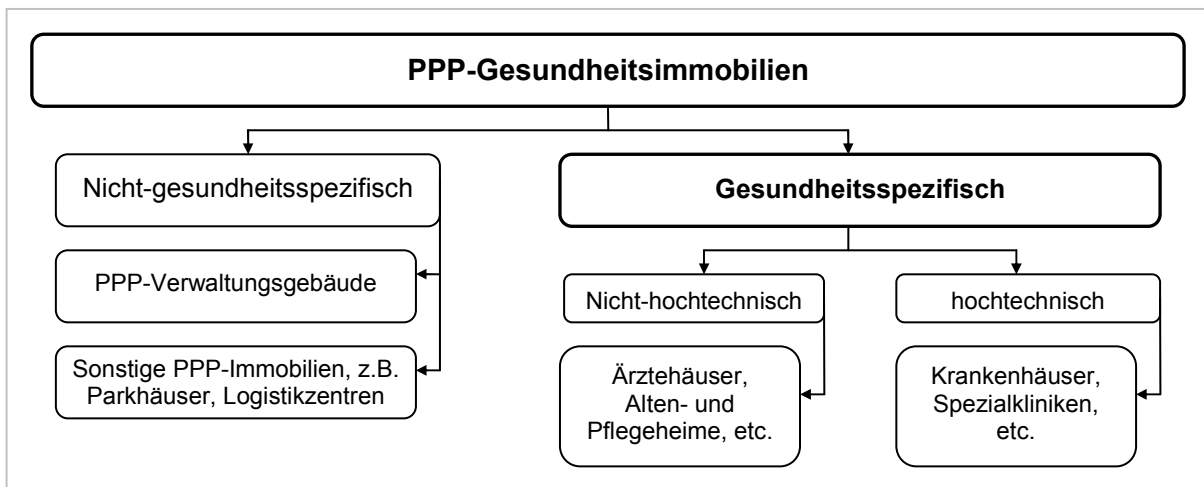 PPP-Gesundheitsimmobilien
Nicht-gesundheitsspezifisch
Gesundheitsspezifisch
PPP-Verwaltungsgebäude
Sonstige PPP-Immobilien, z.B.
Parkhäuser, Logistikzentren
Nicht-hochtechnisch
hochtechnisch
Ärztehäuser,
Alten- und
Pflegeheime, etc.
Krankenhäuser,
Spezialkliniken,
etc.